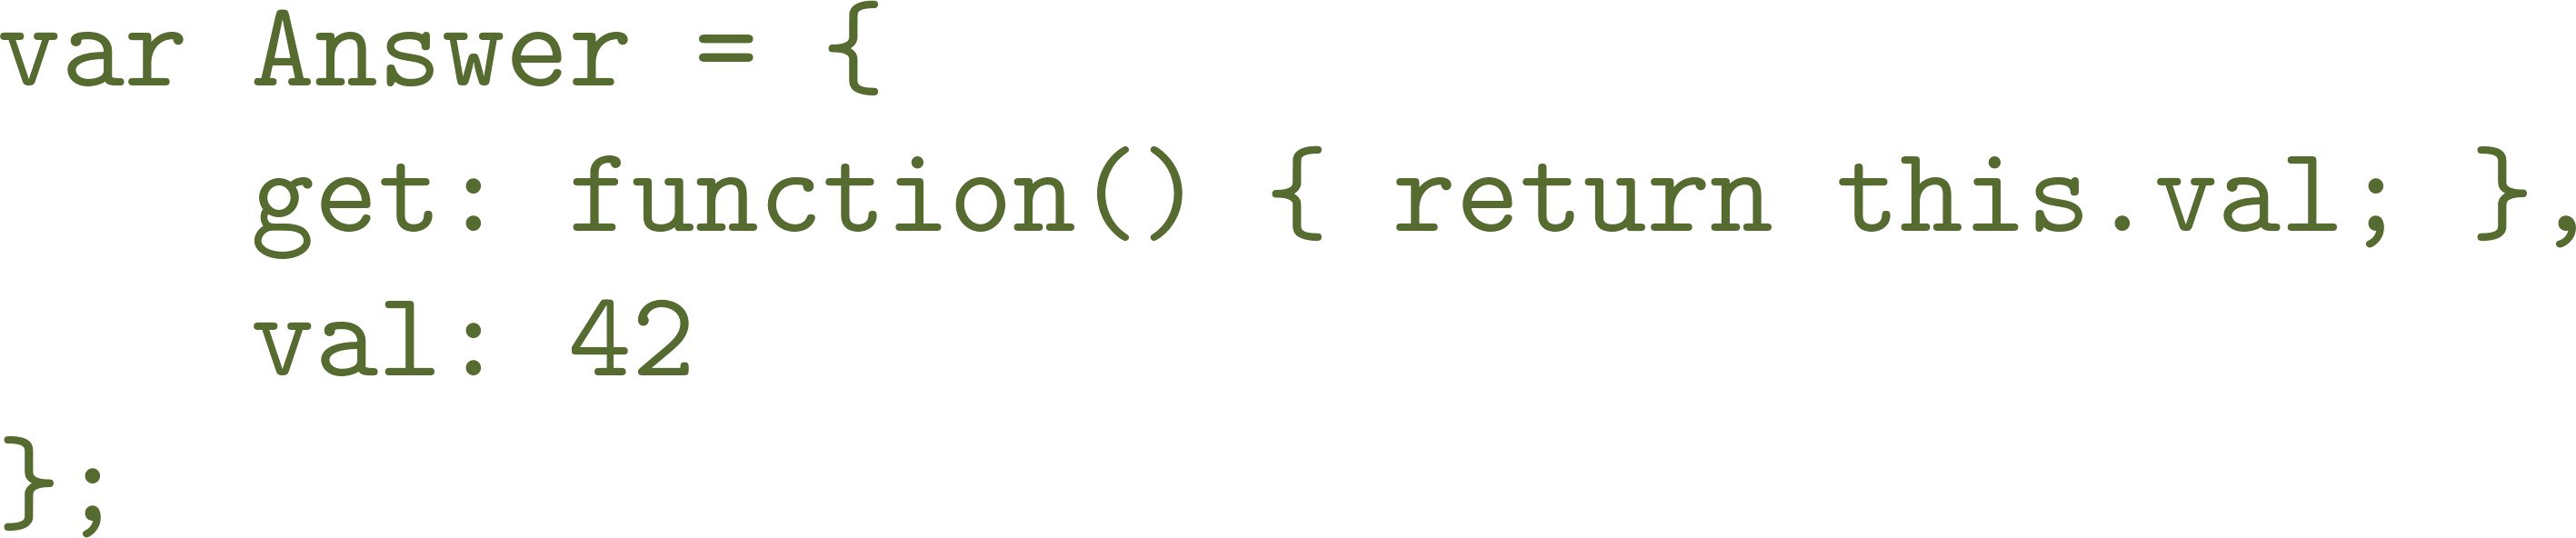 var Answer = {
    get: function() { return this.val; },
    val: 42
};